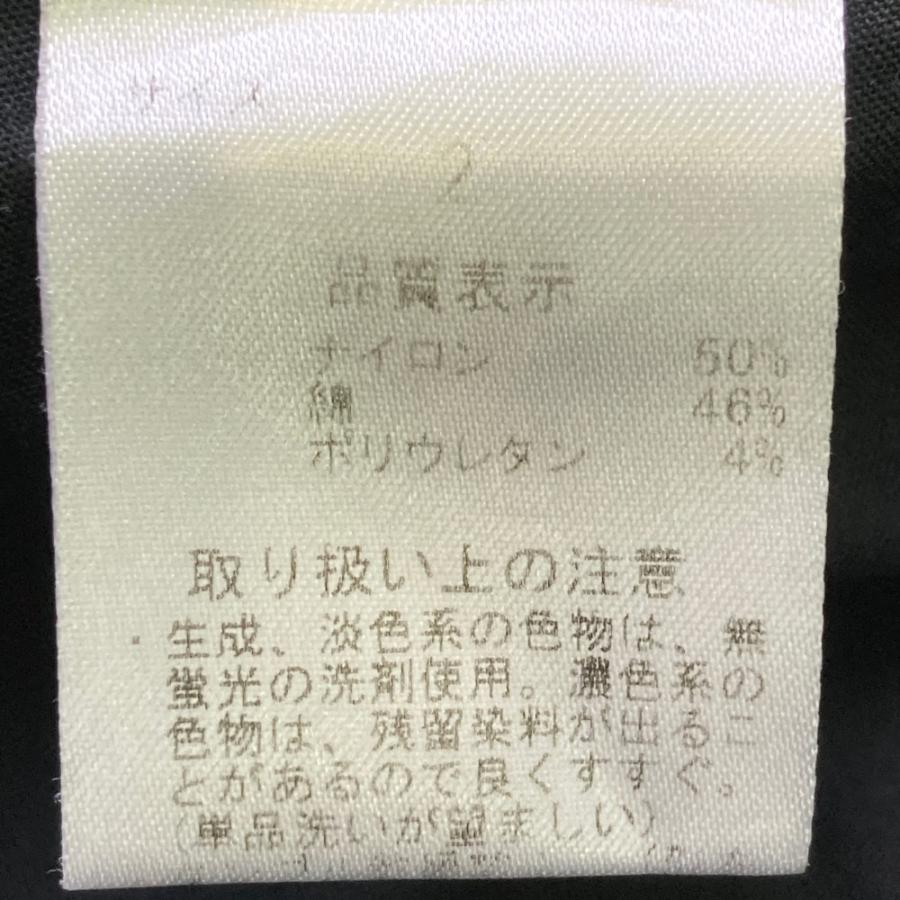 サイズ
2
品質表示
ナイロン 50%
綿 46%
ポリウレタン 4%
取り扱い上の注意
・生成、淡色系の色物は、無
蛍光の洗剤使用。濃色系の
色物は、残留染料が出るこ
とがあるので良くすすぐ。
(単品洗いが望ましい)